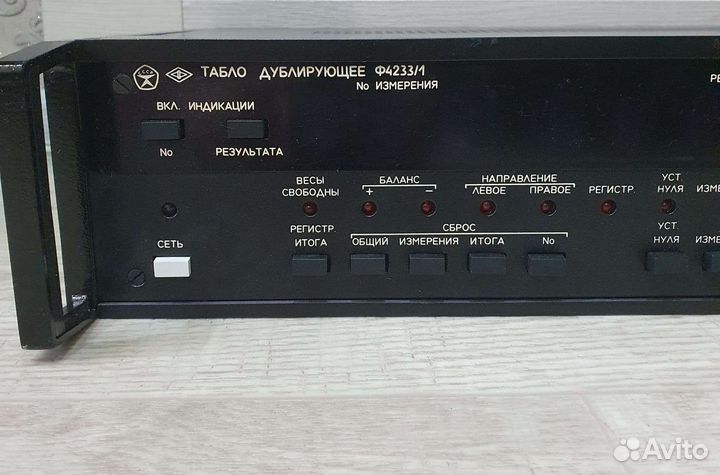 СССР
ТАБЛО ДУБЛИРУЮЩЕЕ Ф4233/1
No ИЗМЕРЕНИЯ
ВКЛ. ИНДИКАЦИИ
No
РЕЗУЛЬТАТА
ВЕСЫ СВОБОДНЫ
БАЛАНС
+
−
НАПРАВЛЕНИЕ
ЛЕВОЕ
ПРАВОЕ
РЕГИСТР.
УСТ. НУЛЯ
СЕТЬ
РЕГИСТР. ИТОГА
СБРОС
ОБЩИЙ
ИЗМЕРЕНИЯ
ИТОГА
No
УСТ. НУЛЯ
Avito